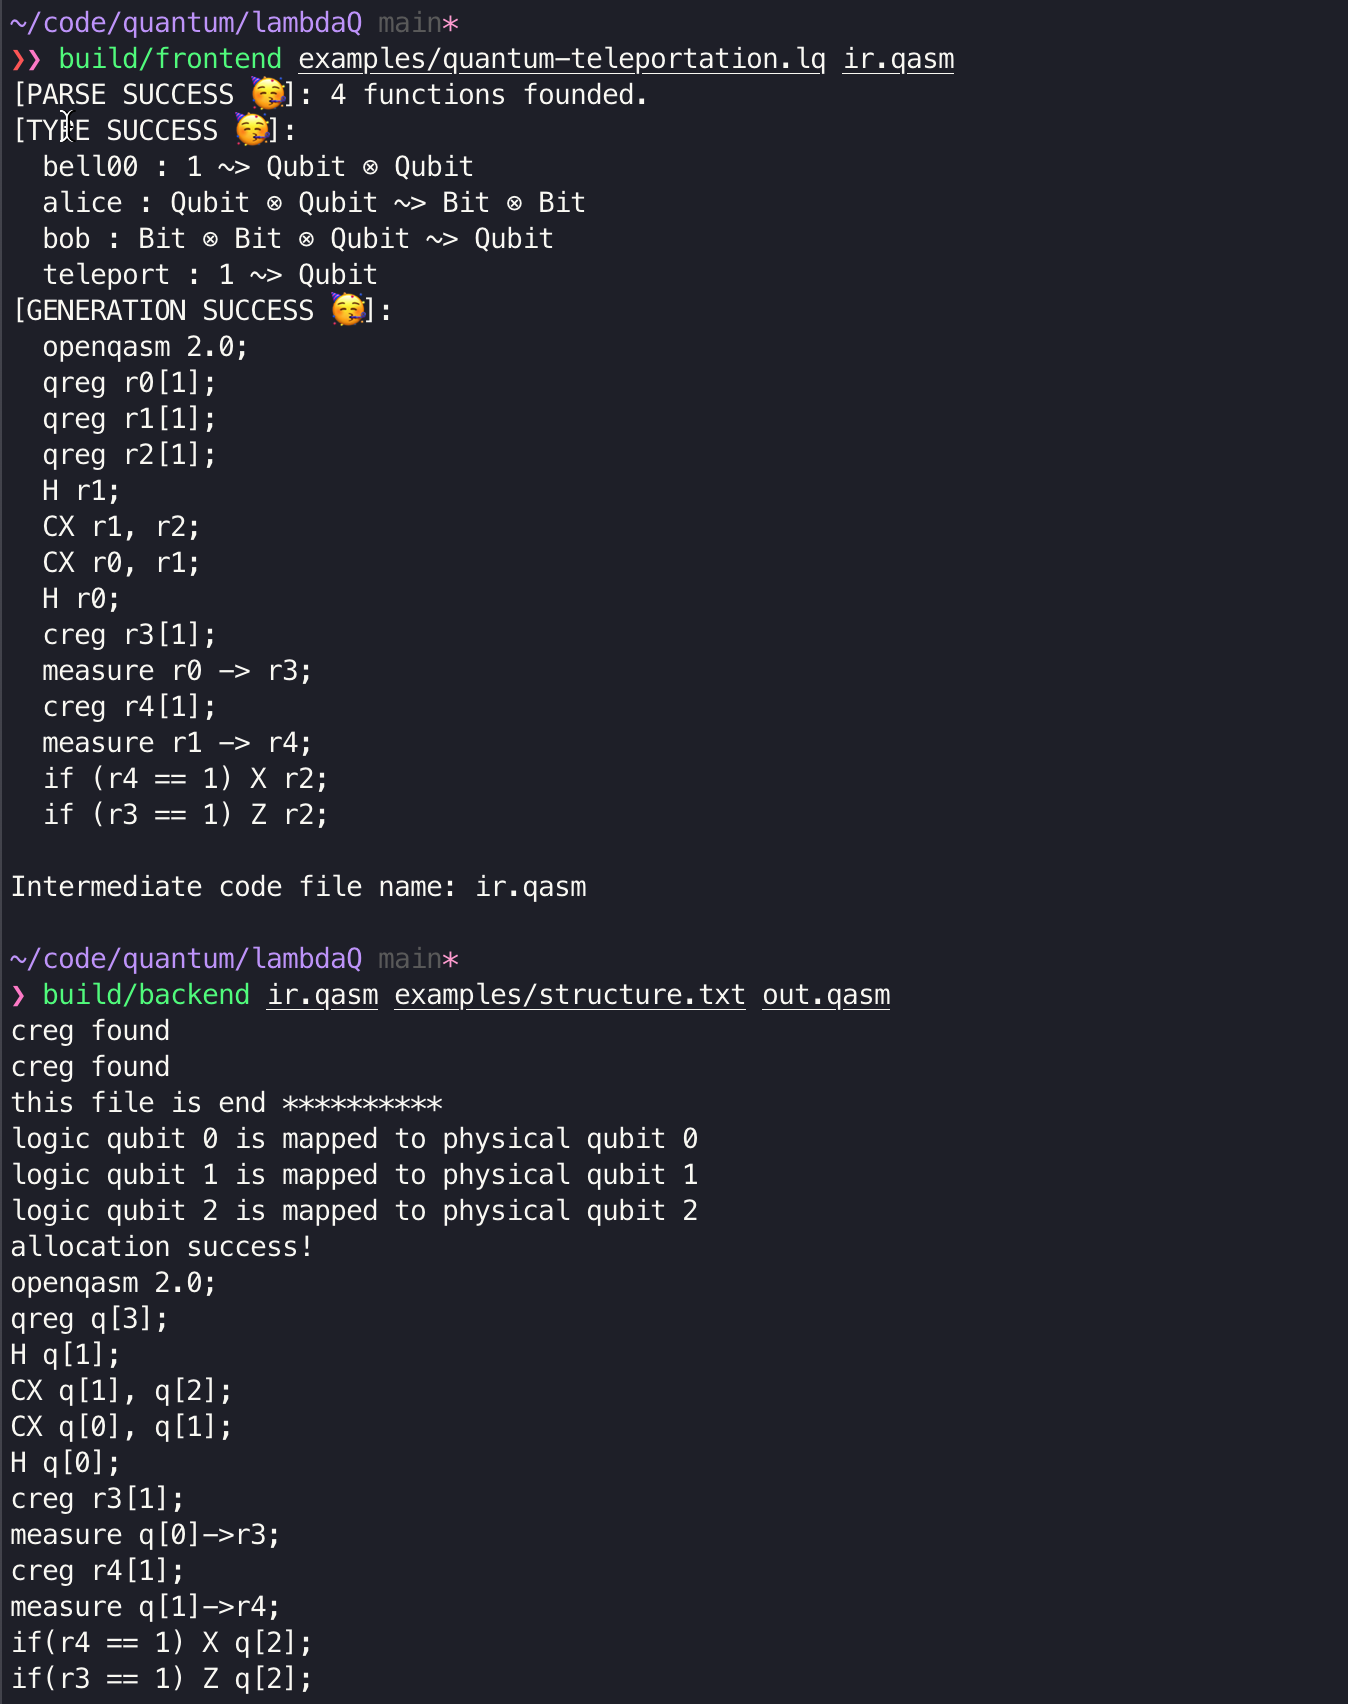 ~/code/quantum/lambdaQ main*
❯❯ build/frontend examples/quantum-teleportation.lq ir.qasm
[PARSE SUCCESS 🥳]: 4 functions founded.
[TYPE SUCCESS 🥳]:
  bell00 : 1 ~> Qubit ⊗ Qubit
  alice : Qubit ⊗ Qubit ~> Bit ⊗ Bit
  bob : Bit ⊗ Bit ⊗ Qubit ~> Qubit
  teleport : 1 ~> Qubit
[GENERATION SUCCESS 🥳]:
  openqasm 2.0;
  qreg r0[1];
  qreg r1[1];
  qreg r2[1];
  H r1;
  CX r1, r2;
  CX r0, r1;
  H r0;
  creg r3[1];
  measure r0 -> r3;
  creg r4[1];
  measure r1 -> r4;
  if (r4 == 1) X r2;
  if (r3 == 1) Z r2;
Intermediate code file name: ir.qasm
~/code/quantum/lambdaQ main*
❯ build/backend ir.qasm examples/structure.txt out.qasm
creg found
creg found
this file is end **********
logic qubit 0 is mapped to physical qubit 0
logic qubit 1 is mapped to physical qubit 1
logic qubit 2 is mapped to physical qubit 2
allocation success!
openqasm 2.0;
qreg q[3];
H q[1];
CX q[1], q[2];
CX q[0], q[1];
H q[0];
creg r3[1];
measure q[0]->r3;
creg r4[1];
measure q[1]->r4;
if(r4 == 1) X q[2];
if(r3 == 1) Z q[2];